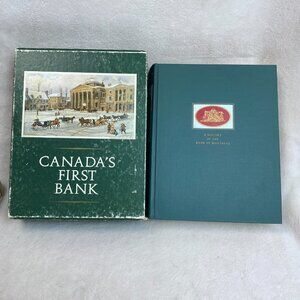 CANADA'S
FIRST
BANK
A HISTORY
OF THE
BANK OF MONTREAL